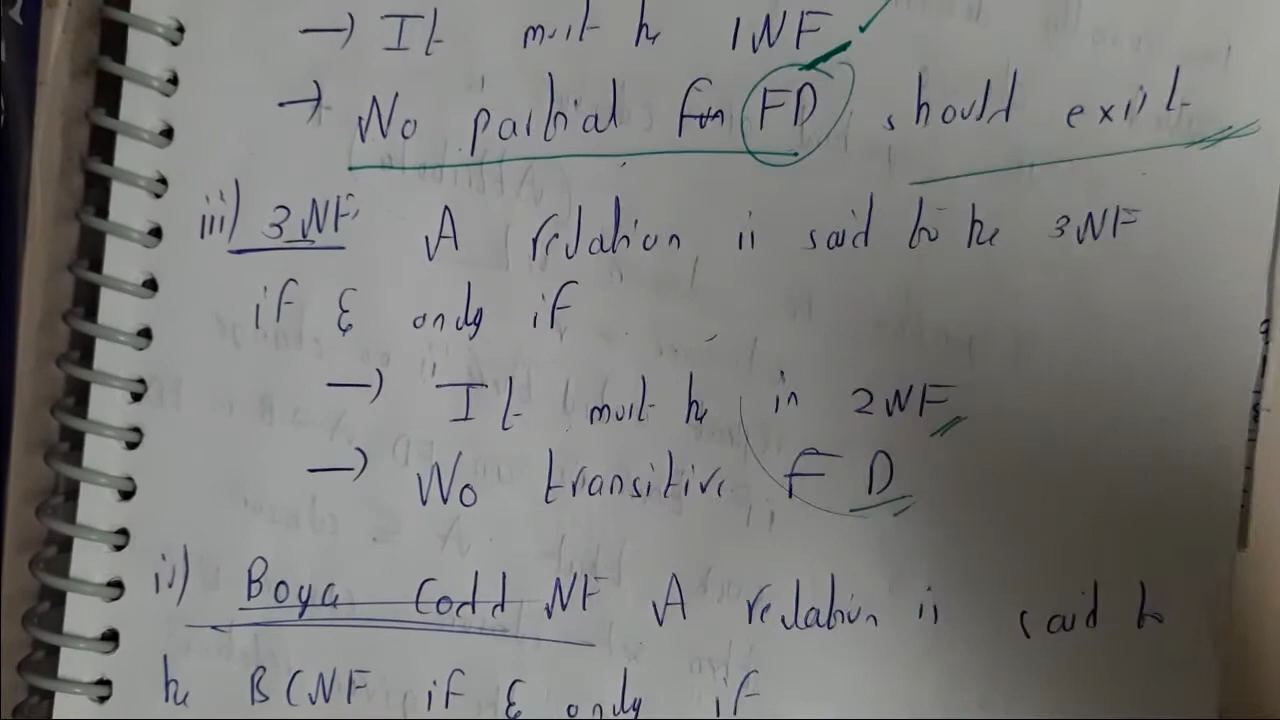 → It must be 1NF
→ No partial FD should exist
iii) 3NF A relation is said to be 3NF
if & only if
→ It must be in 2NF
→ No transitive FD
iv) Boya Codd NF A relation is said to
be BCNF if & only if